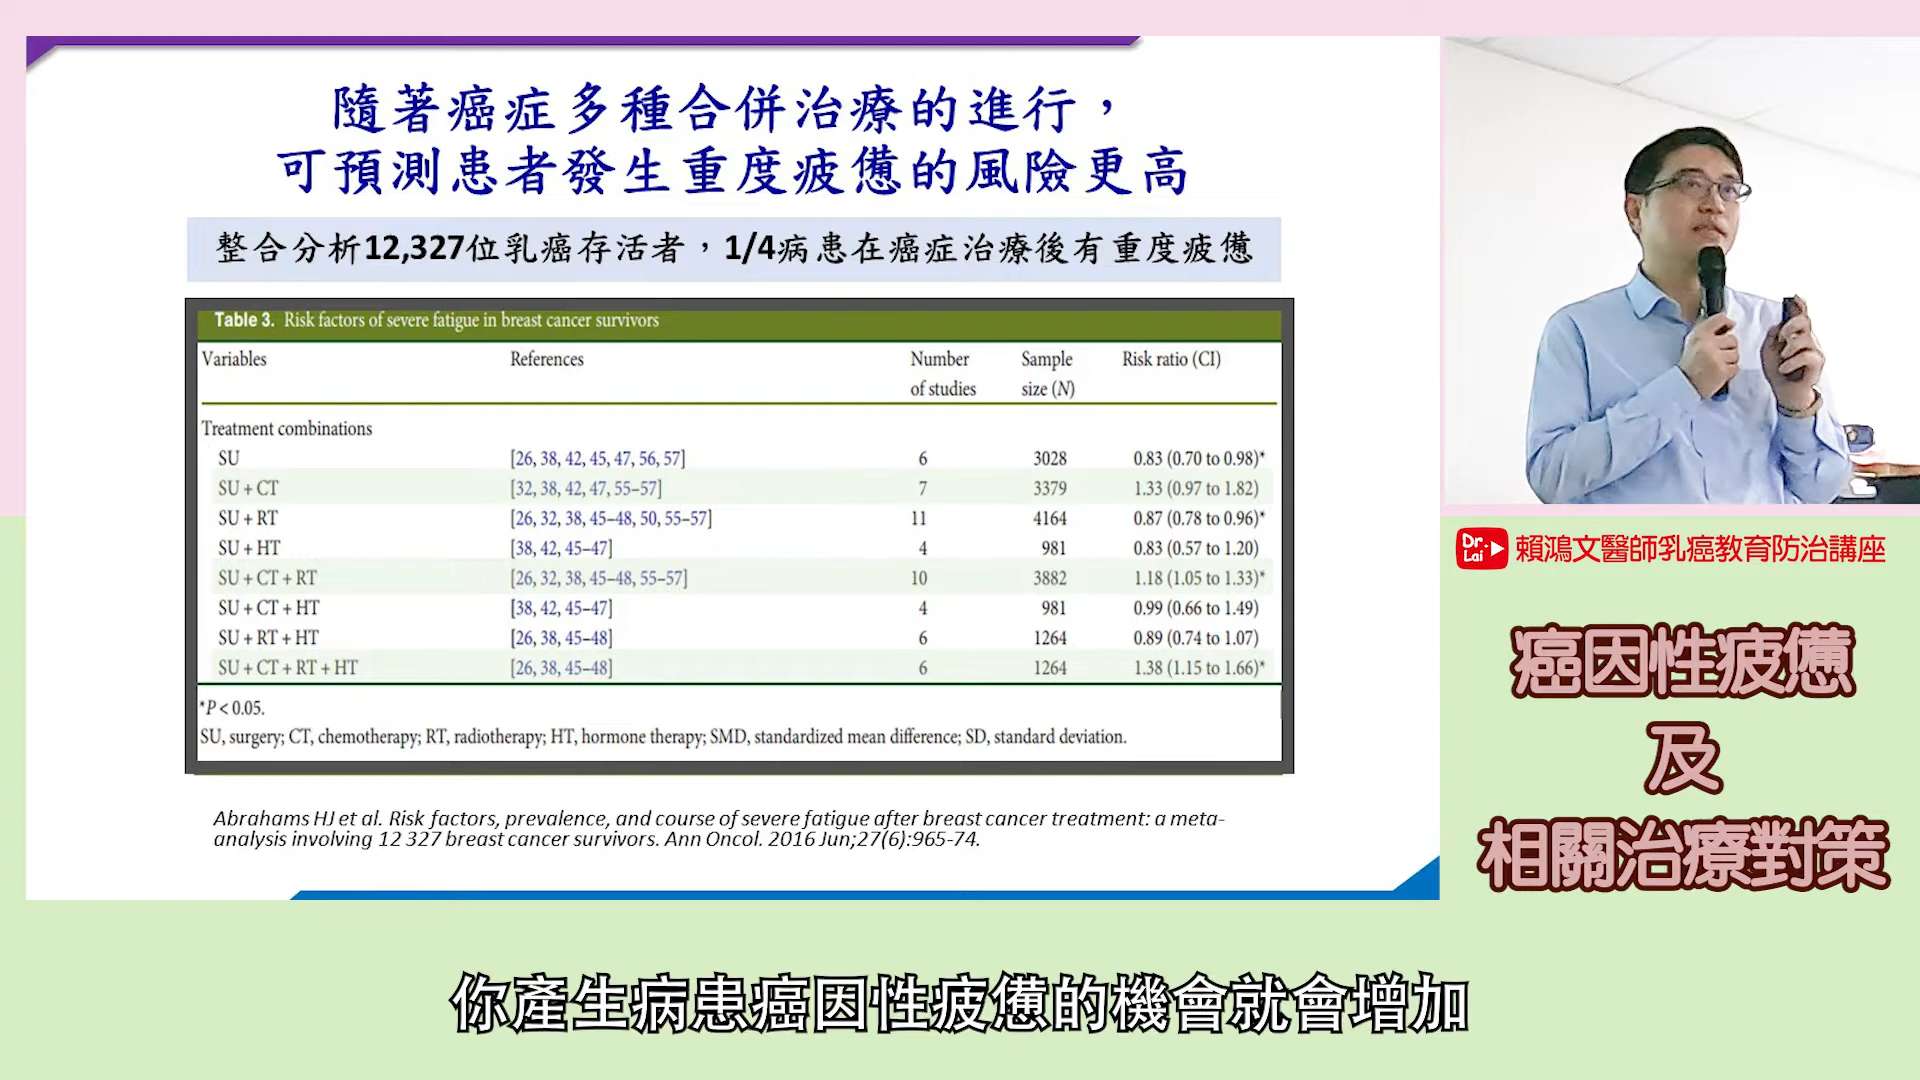 隨著癌症多種合併治療的進行，
可預測患者發生重度疲憊的風險更高
整合分析12,327位乳癌存活者，1/4病患在癌症治療後有重度疲憊
Table 3. Risk factors of severe fatigue in breast cancer survivors
Variables References Number of studies Sample size (N) Risk ratio (CI)
Treatment combinations
SU [26, 38, 42, 45, 47, 56, 57] 6 3028 0.83 (0.70 to 0.98)*
SU + CT [32, 38, 42, 47, 55–57] 7 3379 1.33 (0.97 to 1.82)
SU + RT [26, 32, 38, 45–48, 50, 55–57] 11 4164 0.87 (0.78 to 0.96)*
SU + HT [38, 42, 45–47] 4 981 0.83 (0.57 to 1.20)
SU + CT + RT [26, 32, 38, 45–48, 55–57] 10 3882 1.18 (1.05 to 1.33)*
SU + CT + HT [38, 42, 45–47] 4 981 0.99 (0.66 to 1.49)
SU + RT + HT [26, 38, 45–48] 6 1264 0.89 (0.74 to 1.07)
SU + CT + RT + HT [26, 38, 45–48] 6 1264 1.38 (1.15 to 1.66)*
*P < 0.05.
SU, surgery; CT, chemotherapy; RT, radiotherapy; HT, hormone therapy; SMD, standardized mean difference; SD, standard deviation.
Abrahams HJ et al. Risk factors, prevalence, and course of severe fatigue after breast cancer treatment: a meta-
analysis involving 12 327 breast cancer survivors. Ann Oncol. 2016 Jun;27(6):965-74.
Dr. Lai 賴鴻文醫師乳癌教育防治講座
癌因性疲憊
及
相關治療對策
你產生病患癌因性疲憊的機會就會增加